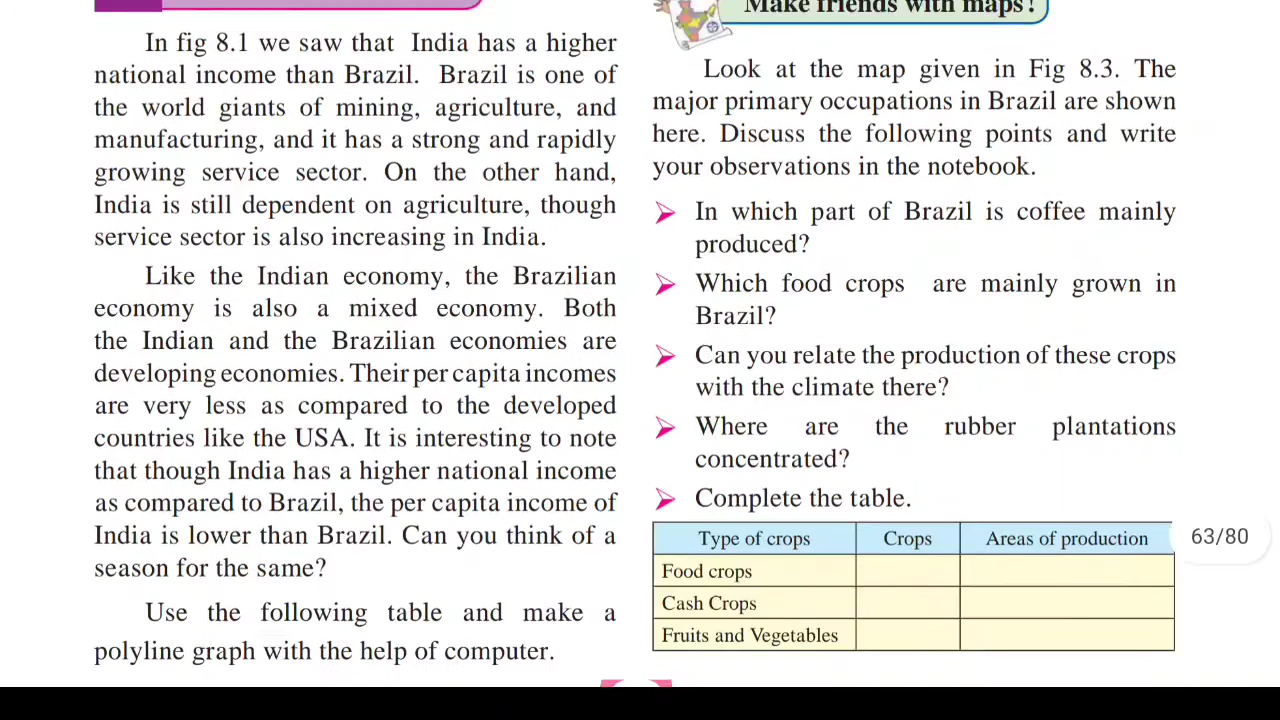 In fig 8.1 we saw that India has a higher
national income than Brazil. Brazil is one of
the world giants of mining, agriculture, and
manufacturing, and it has a strong and rapidly
growing service sector. On the other hand,
India is still dependent on agriculture, though
service sector is also increasing in India.
Like the Indian economy, the Brazilian
economy is also a mixed economy. Both
the Indian and the Brazilian economies are
developing economies. Their per capita incomes
are very less as compared to the developed
countries like the USA. It is interesting to note
that though India has a higher national income
as compared to Brazil, the per capita income of
India is lower than Brazil. Can you think of a
season for the same?
Use the following table and make a
polyline graph with the help of computer.
Make friends with maps!
Look at the map given in Fig 8.3. The
major primary occupations in Brazil are shown
here. Discuss the following points and write
your observations in the notebook.
➤ In which part of Brazil is coffee mainly
produced?
➤ Which food crops are mainly grown in
Brazil?
➤ Can you relate the production of these crops
with the climate there?
➤ Where are the rubber plantations
concentrated?
➤ Complete the table.
Type of crops Crops Areas of production
Food crops
Cash Crops
Fruits and Vegetables
63/80